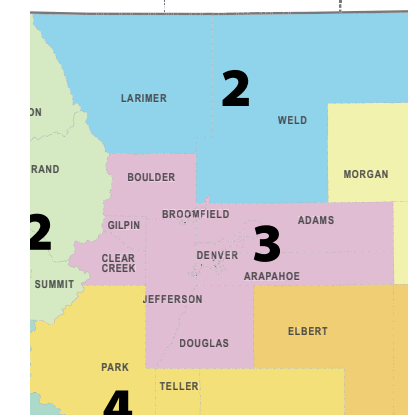 2
LARIMER
ON
WELD
RAND
BOULDER
MORGAN
BROOMFIELD
ADAMS
GILPIN
2
3
DENVER
CLEAR
CREEK
ARAPAHOE
SUMMIT
JEFFERSON
ELBERT
DOUGLAS
PARK
TELLER
4